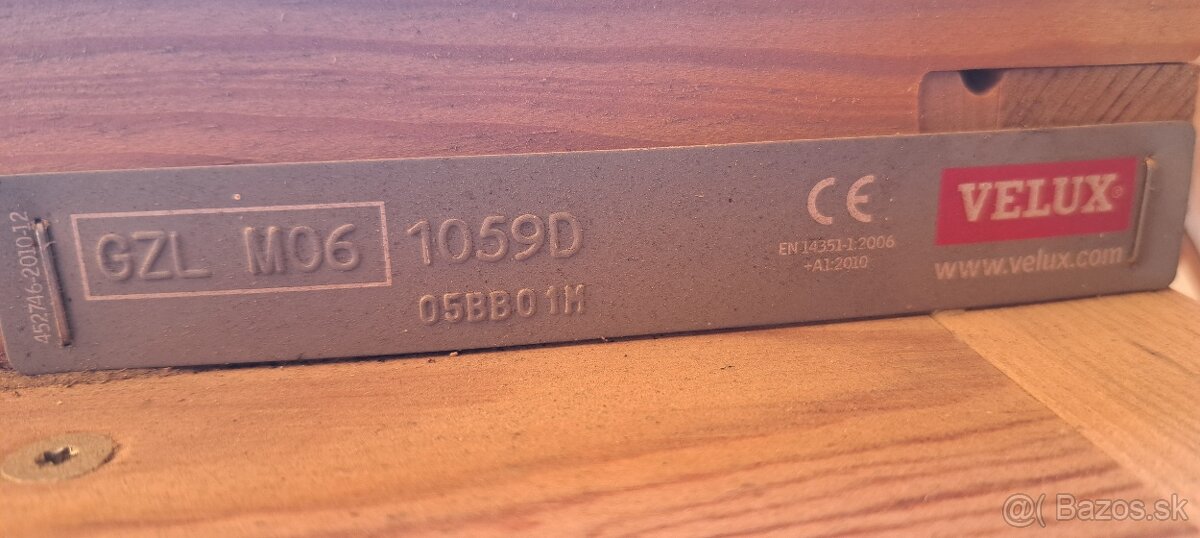 452746-2010-12
GZL M06 1059D
05BB01M
CE
EN 14351-1:2006
+A1:2010
VELUX®
www.velux.com
@( Bazos.sk